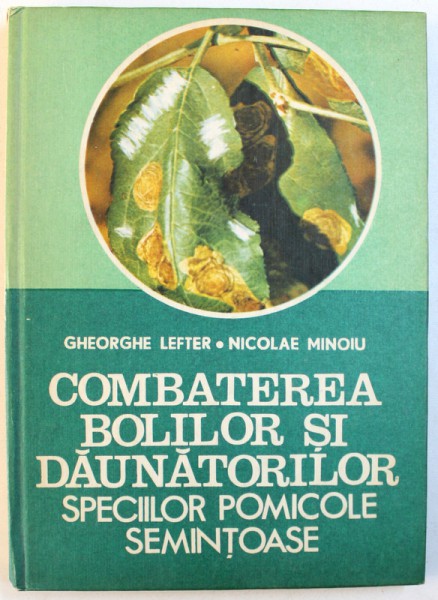 GHEORGHE LEFTER • NICOLAE MINOIU
COMBATEREA
BOLILOR ȘI
DĂUNĂTORILOR
SPECIILOR POMICOLE
SEMINȚOASE